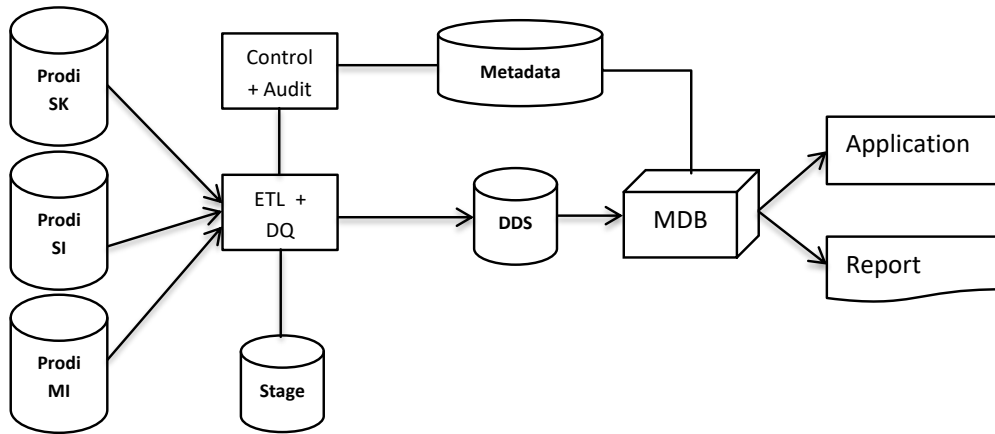 Prodi
SK
Prodi
SI
Prodi
MI
Control
+ Audit
ETL +
DQ
Stage
Metadata
DDS
MDB
Application
Report